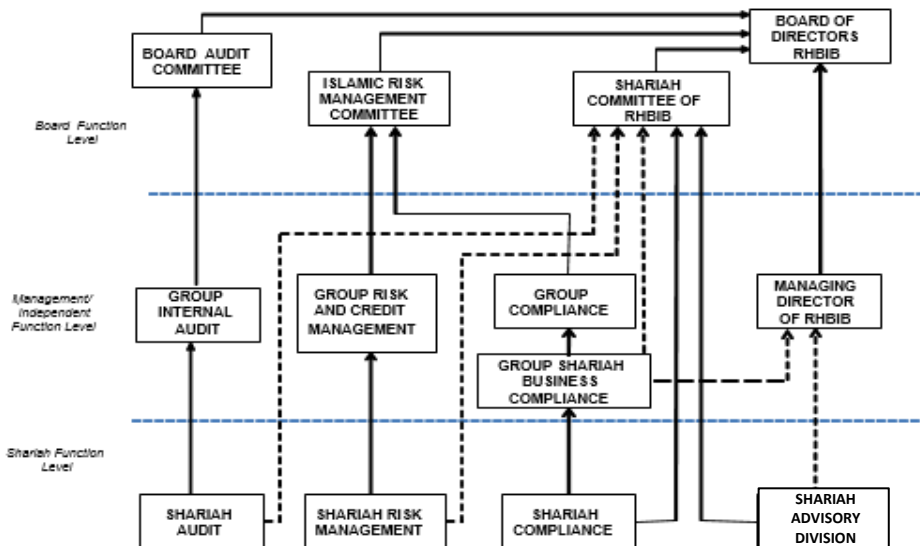 BOARD AUDIT
COMMITTEE
BOARD OF
DIRECTORS
RHBIB
ISLAMIC RISK
MANAGEMENT
COMMITTEE
SHARIAH
COMMITTEE OF
RHBIB
Board Function
Level
Management/
Independent
Function Level
GROUP
INTERNAL
AUDIT
GROUP RISK
AND CREDIT
MANAGEMENT
GROUP
COMPLIANCE
MANAGING
DIRECTOR
OF RHBIB
GROUP SHARIAH
BUSINESS
COMPLIANCE
Shariah Function
Level
SHARIAH
AUDIT
SHARIAH RISK
MANAGEMENT
SHARIAH
COMPLIANCE
SHARIAH
ADVISORY
DIVISION